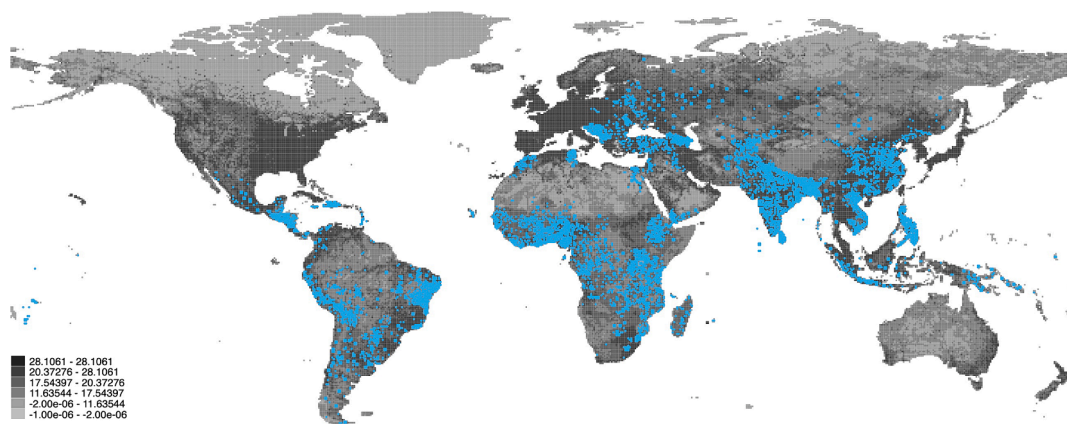 28.1061 - 28.1061
20.37276 - 28.1061
17.54397 - 20.37276
11.63544 - 17.54397
-2.00e-06 - 11.63544
-1.00e-06 - -2.00e-06